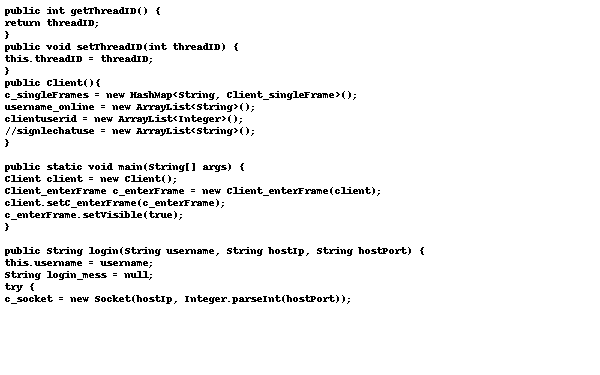 public int getThreadID() {
return threadID;
}
public void setThreadID(int threadID) {
this.threadID = threadID;
}
public Client(){
c_singleFrames = new HashMap<String, Client_singleFrame>();
username_online = new ArrayList<String>();
clientuserid = new ArrayList<Integer>();
//signlechatuse = new ArrayList<String>();
}

public static void main(String[] args) {
Client client = new Client();
Client_enterFrame c_enterFrame = new Client_enterFrame(client);
client.setC_enterFrame(c_enterFrame);
c_enterFrame.setVisible(true);
}

public String login(String username, String hostIp, String hostPort) {
this.username = username;
String login_mess = null;
try {
c_socket = new Socket(hostIp, Integer.parseInt(hostPort));